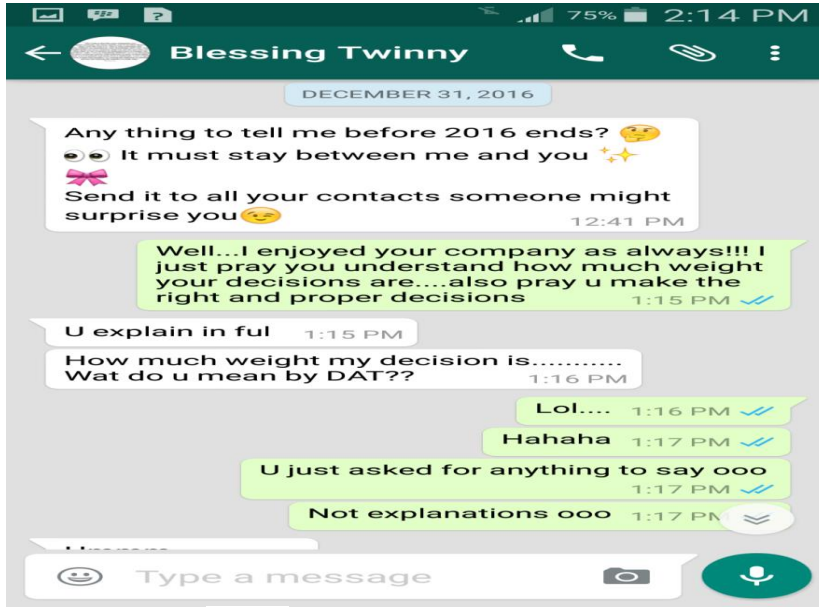 75% 2:14 PM
Blessing Twinny
DECEMBER 31, 2016
Any thing to tell me before 2016 ends? 🤔
👀 It must stay between me and you ✨
🎀
Send it to all your contacts someone might
surprise you😉 12:41 PM
Well...I enjoyed your company as always!!! I
just pray you understand how much weight
your decisions are....also pray u make the
right and proper decisions 1:15 PM
U explain in ful 1:15 PM
How much weight my decision is...........
Wat do u mean by DAT?? 1:16 PM
Lol.... 1:16 PM
Hahaha 1:17 PM
U just asked for anything to say ooo
1:17 PM
Not explanations ooo 1:17 PM
Type a message